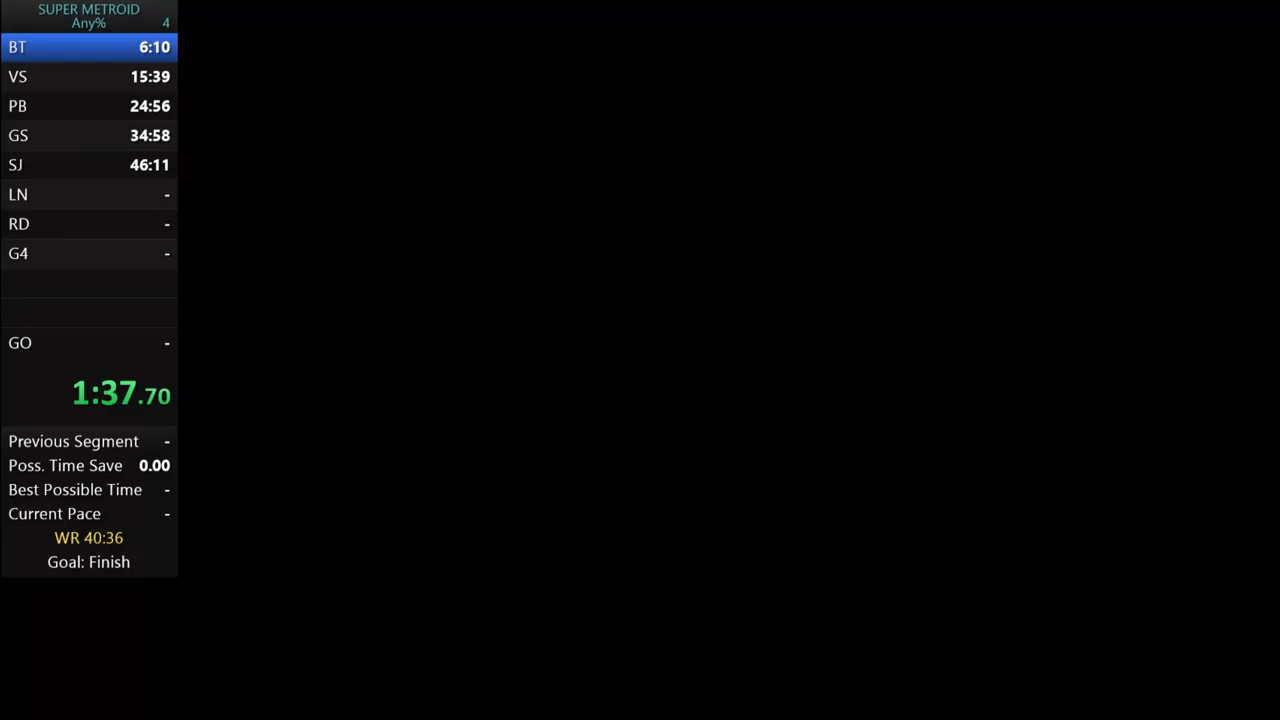 SUPER METROID
Any% 4
BT 6:10
VS 15:39
PB 24:56
GS 34:58
SJ 46:11
LN -
RD -
G4 -
GO -
1:37.70
Previous Segment -
Poss. Time Save 0.00
Best Possible Time -
Current Pace -
WR 40:36
Goal: Finish